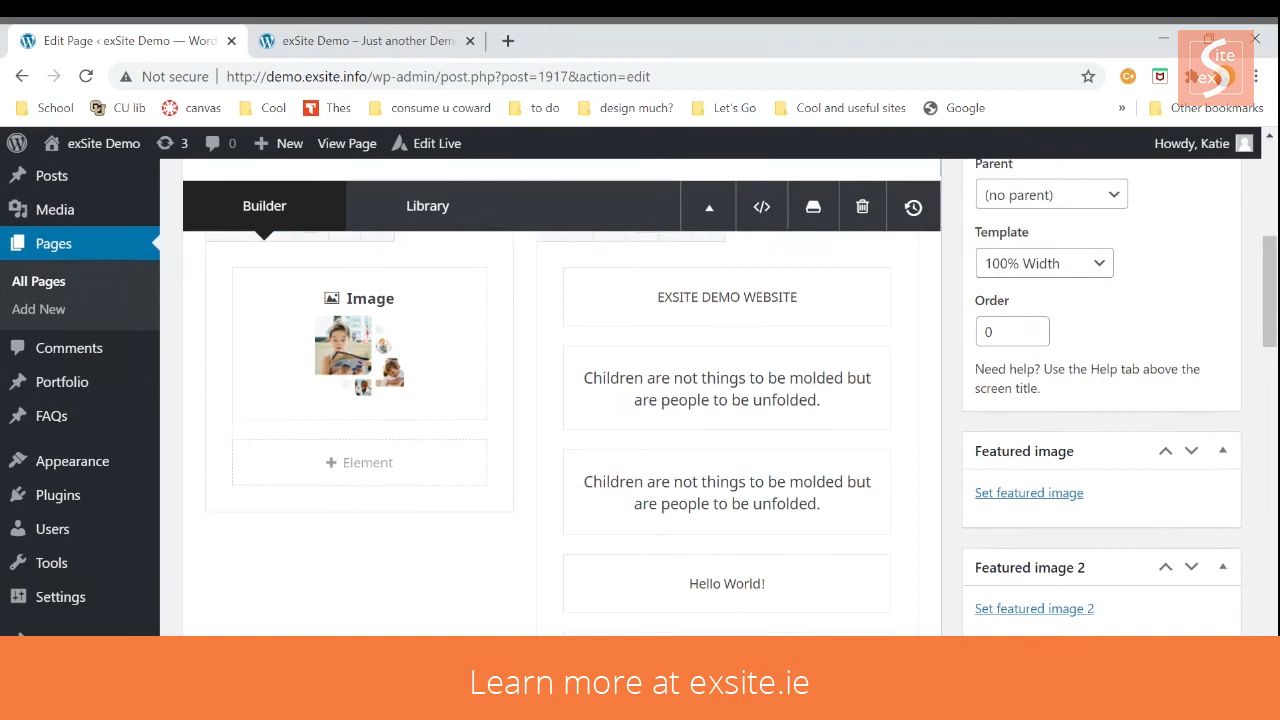 Edit Page ‹ exSite Demo — Word
exSite Demo – Just another Dem
Not secure
http://demo.exsite.info/wp-admin/post.php?post=1917&action=edit
Site
ex
School
CU lib
canvas
Cool
Thes
consume u coward
to do
design much?
Let's Go
Cool and useful sites
Google
»
Other bookmarks
exSite Demo
3
0
New
View Page
Edit Live
Howdy, Katie
Posts
Media
Pages
All Pages
Add New
Comments
Portfolio
FAQs
Appearance
Plugins
Users
Tools
Settings
Builder
Library
Image
+ Element
EXSITE DEMO WEBSITE
Children are not things to be molded but
are people to be unfolded.
Children are not things to be molded but
are people to be unfolded.
Hello World!
Parent
(no parent)
Template
100% Width
Order
0
Need help? Use the Help tab above the
screen title.
Featured image
Set featured image
Featured image 2
Set featured image 2
Learn more at exsite.ie